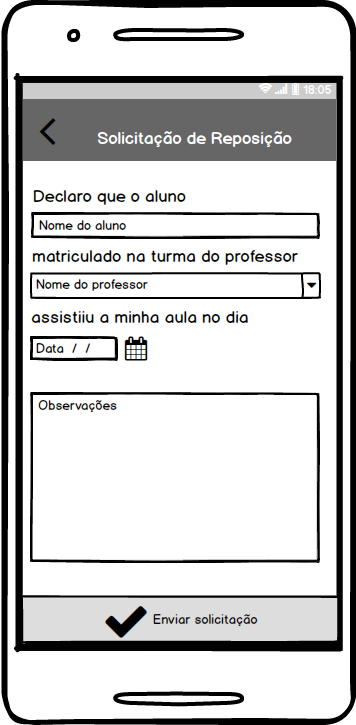 18:05
Solicitação de Reposição
Declaro que o aluno
Nome do aluno
matriculado na turma do professor
Nome do professor
assistiiu a minha aula no dia
Data / /
Observações
Enviar solicitação